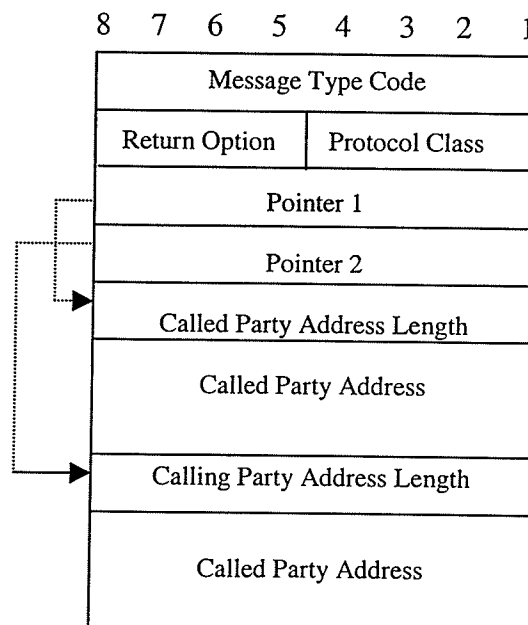 8 7 6 5 4 3 2 1
Message Type Code
Return Option Protocol Class
Pointer 1
Pointer 2
Called Party Address Length
Called Party Address
Calling Party Address Length
Called Party Address